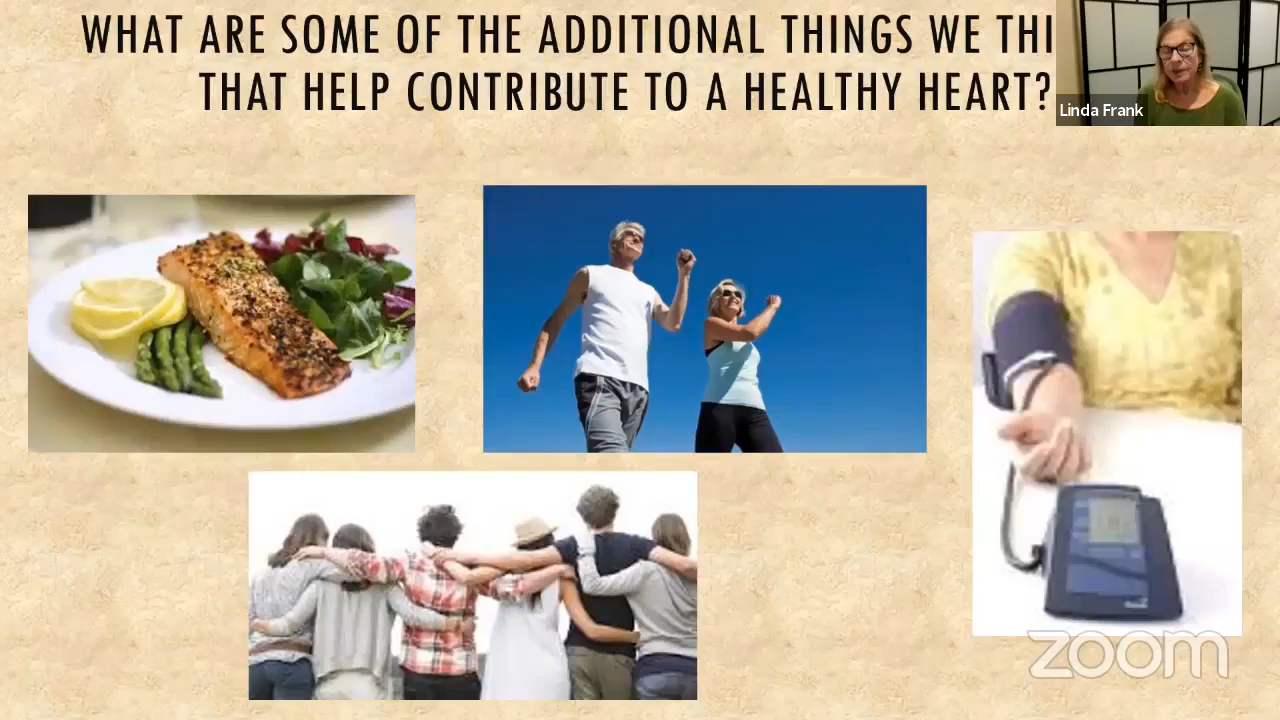 WHAT ARE SOME OF THE ADDITIONAL THINGS WE THI
THAT HELP CONTRIBUTE TO A HEALTHY HEART?
Linda Frank
zoom